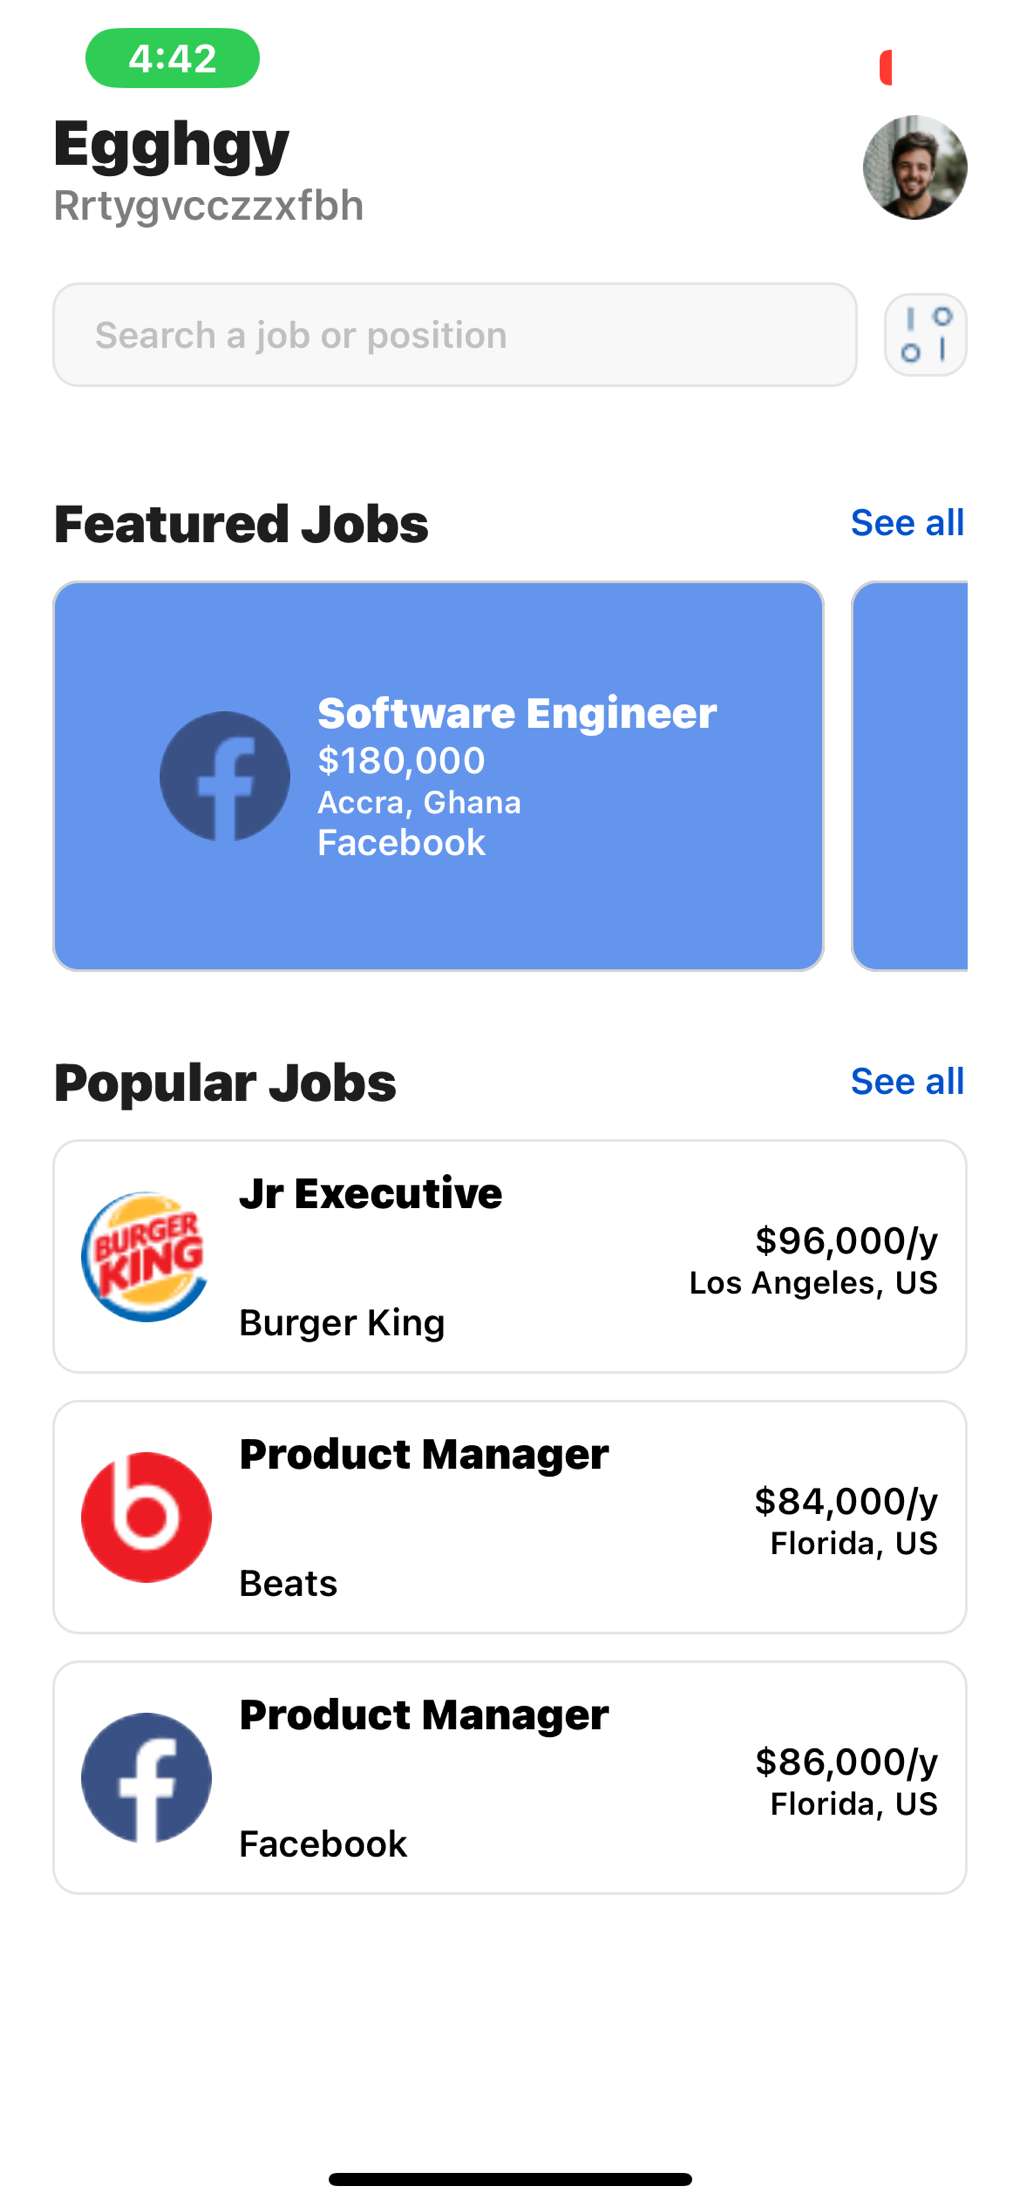 4:42
Egghgy
Rrtygvcczzxfbh
Search a job or position
Featured Jobs
See all
Software Engineer
$180,000
Accra, Ghana
Facebook
Popular Jobs
See all
BURGER
KING
Jr Executive
$96,000/y
Los Angeles, US
Burger King
Product Manager
$84,000/y
Florida, US
Beats
Product Manager
$86,000/y
Florida, US
Facebook